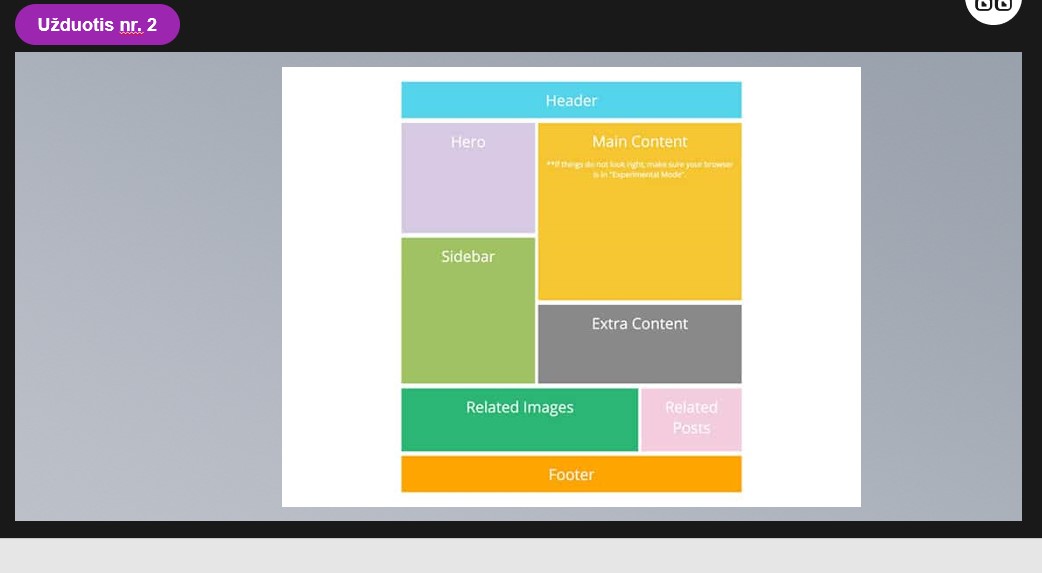 Užduotis nr. 2
Header
Hero
Main Content
**If things do not look right, make sure your browser
is in "Experimental Mode".
Sidebar
Extra Content
Related Images
Related
Posts
Footer